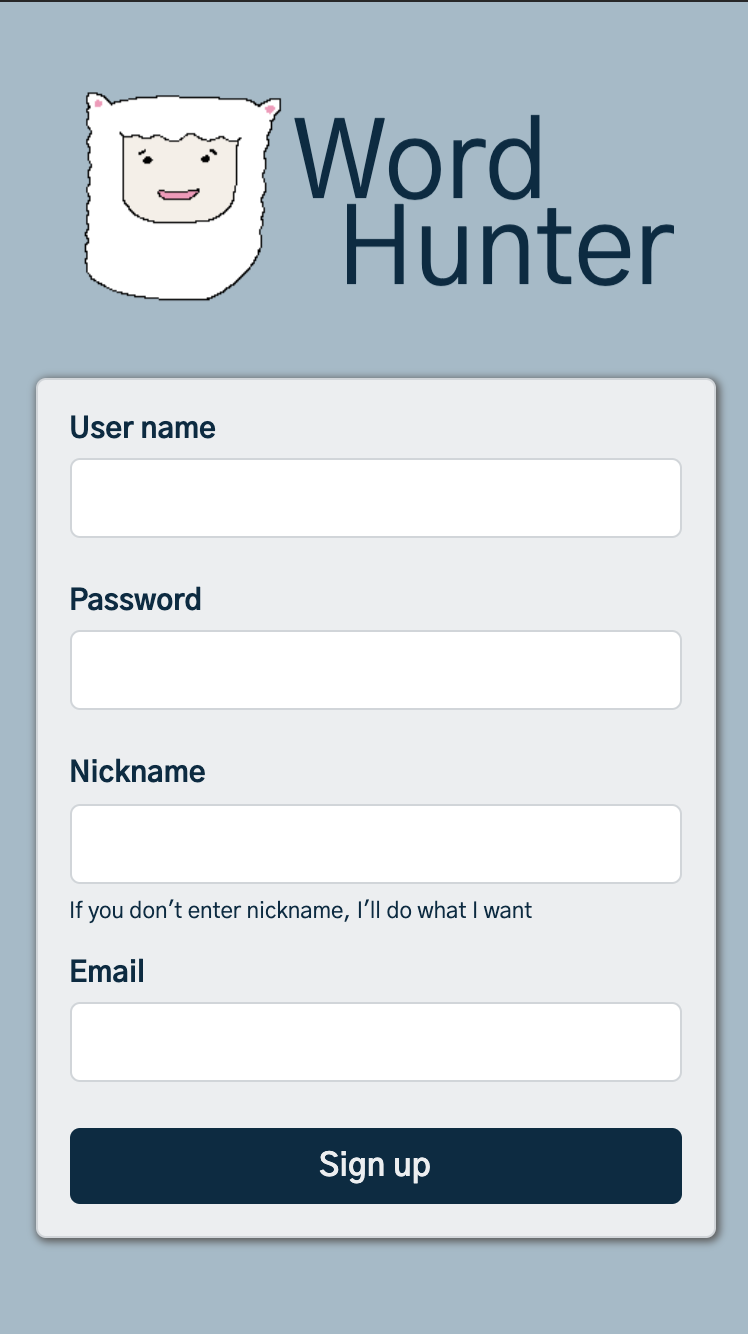 Word
Hunter
User name
Password
Nickname
If you don't enter nickname, I'll do what I want
Email
Sign up